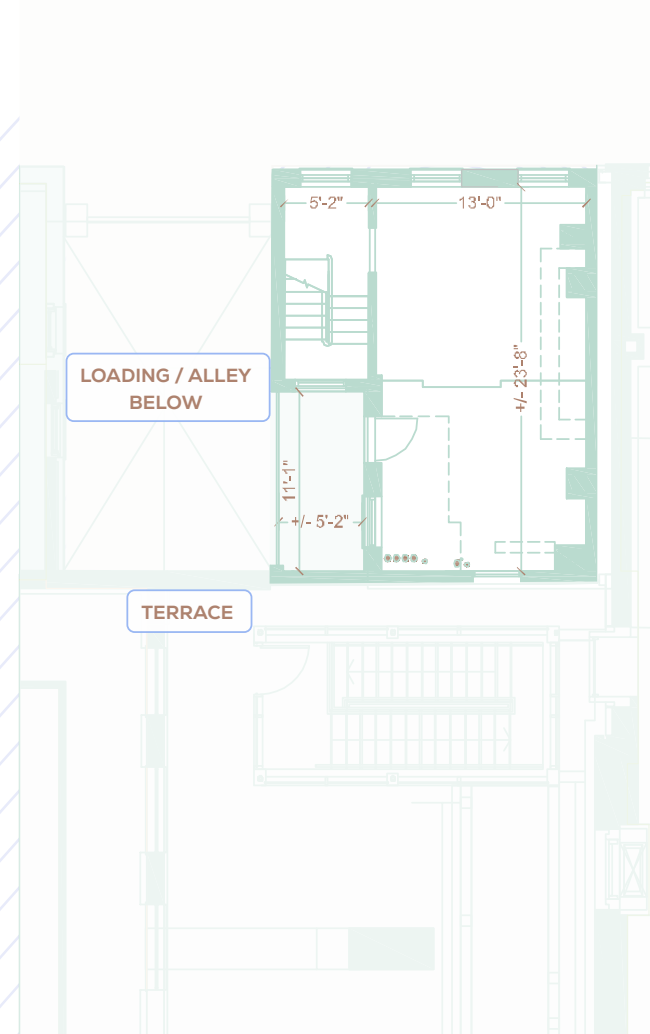 5'-2"
13'-0"
+/- 23'-8"
LOADING / ALLEY
BELOW
11'-1"
+/- 5'-2"
TERRACE